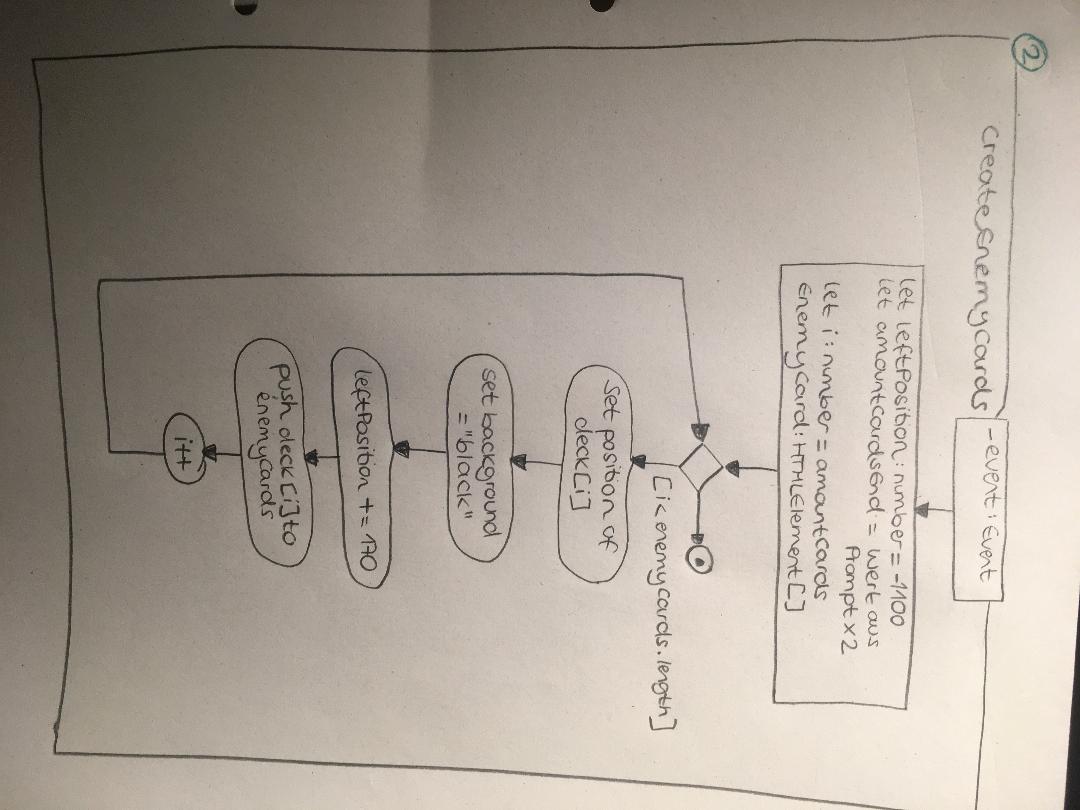 2
createEnemycards
-event: Event
let leftPosition: number = -1100
let amountcardsEnd = Wert aus
Prompt x 2
let i: number = amountcards
Enemycard: HTMLElement[]
[i < enemycards.length]
Set position of
deck[i]
set background
= "black"
leftPosition += 170
push deck[i] to
enemycards
i++